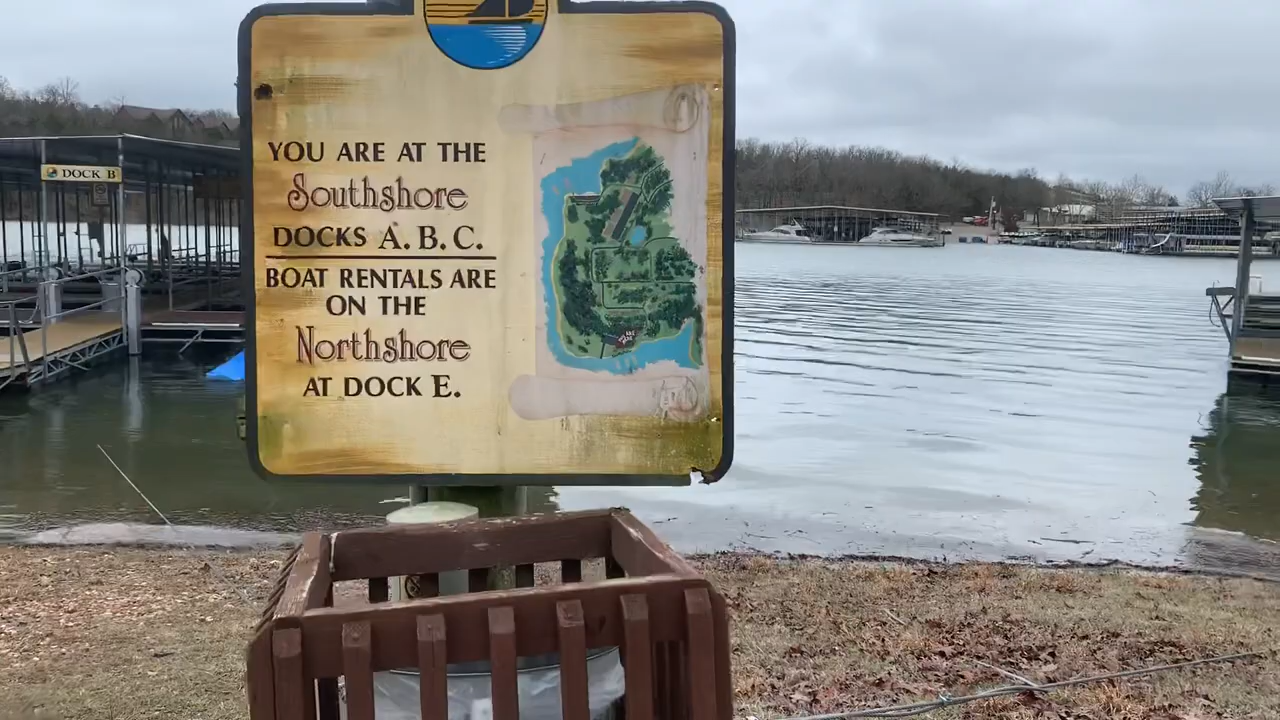 YOU ARE AT THE
Southshore
DOCKS A. B. C.
BOAT RENTALS ARE
ON THE
Northshore
AT DOCK E.
DOCK B